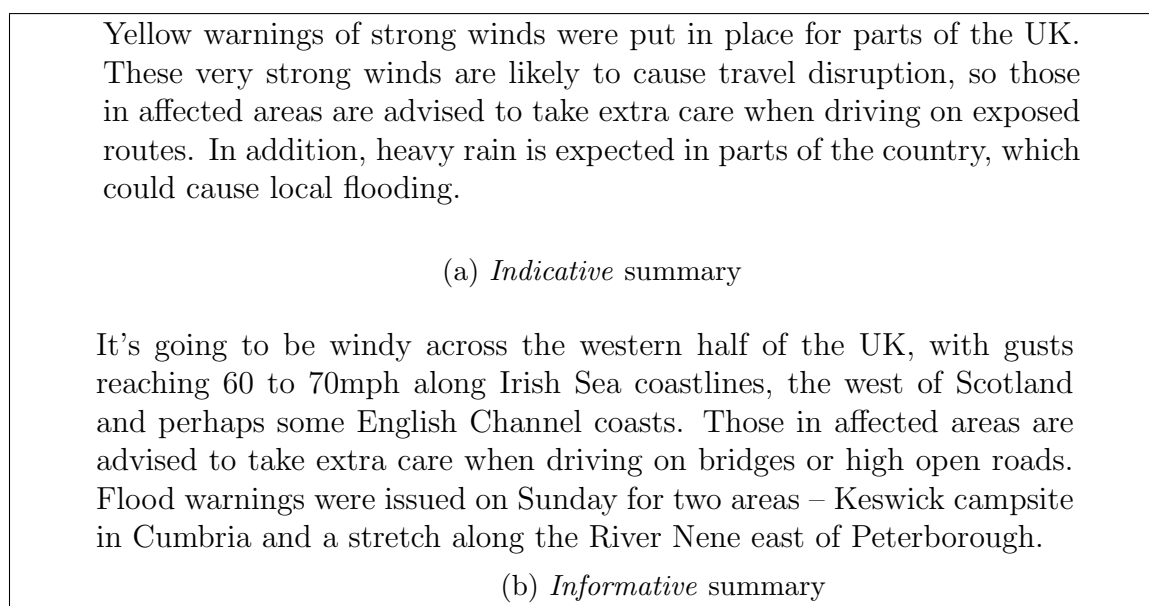 Yellow warnings of strong winds were put in place for parts of the UK.
These very strong winds are likely to cause travel disruption, so those
in affected areas are advised to take extra care when driving on exposed
routes. In addition, heavy rain is expected in parts of the country, which
could cause local flooding.
(a) Indicative summary
It's going to be windy across the western half of the UK, with gusts
reaching 60 to 70mph along Irish Sea coastlines, the west of Scotland
and perhaps some English Channel coasts. Those in affected areas are
advised to take extra care when driving on bridges or high open roads.
Flood warnings were issued on Sunday for two areas – Keswick campsite
in Cumbria and a stretch along the River Nene east of Peterborough.
(b) Informative summary